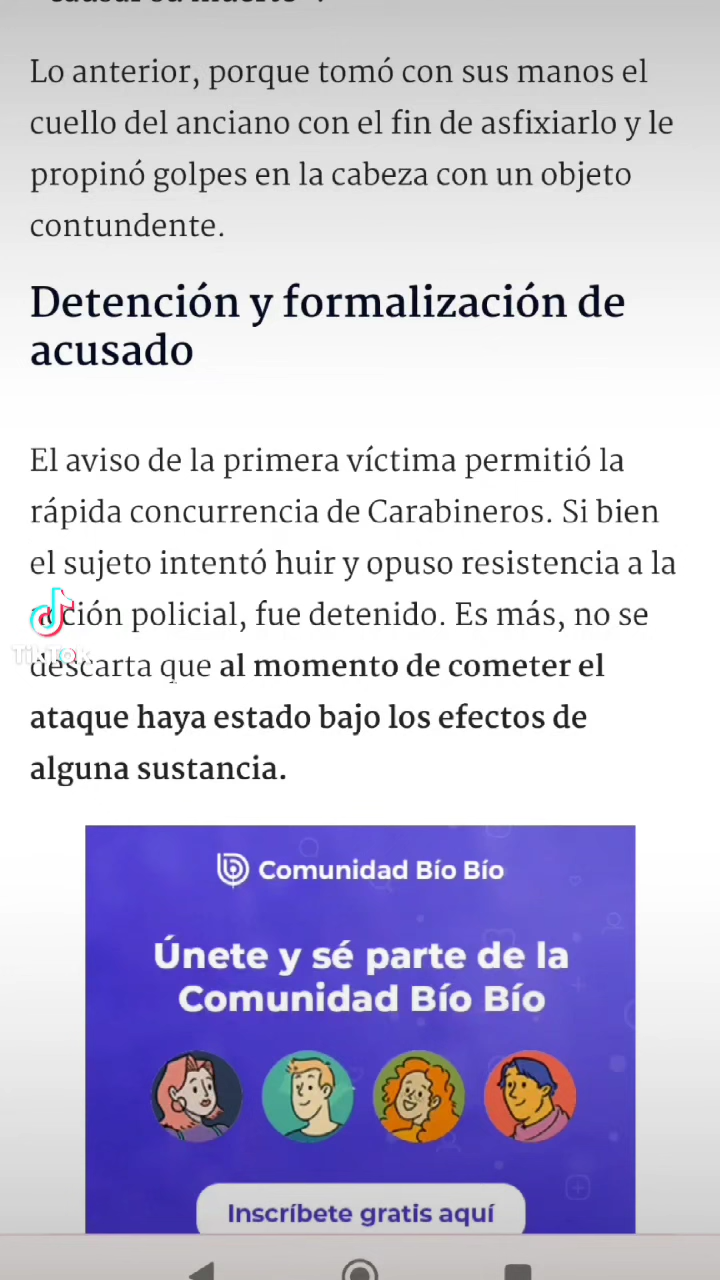 Lo anterior, porque tomó con sus manos el
cuello del anciano con el fin de asfixiarlo y le
propinó golpes en la cabeza con un objeto
contundente.
Detención y formalización de
acusado
El aviso de la primera víctima permitió la
rápida concurrencia de Carabineros. Si bien
el sujeto intentó huir y opuso resistencia a la
acción policial, fue detenido. Es más, no se
descarta que al momento de cometer el
ataque haya estado bajo los efectos de
alguna sustancia.
TikTok
Comunidad Bío Bío
Únete y sé parte de la
Comunidad Bío Bío
Inscríbete gratis aquí